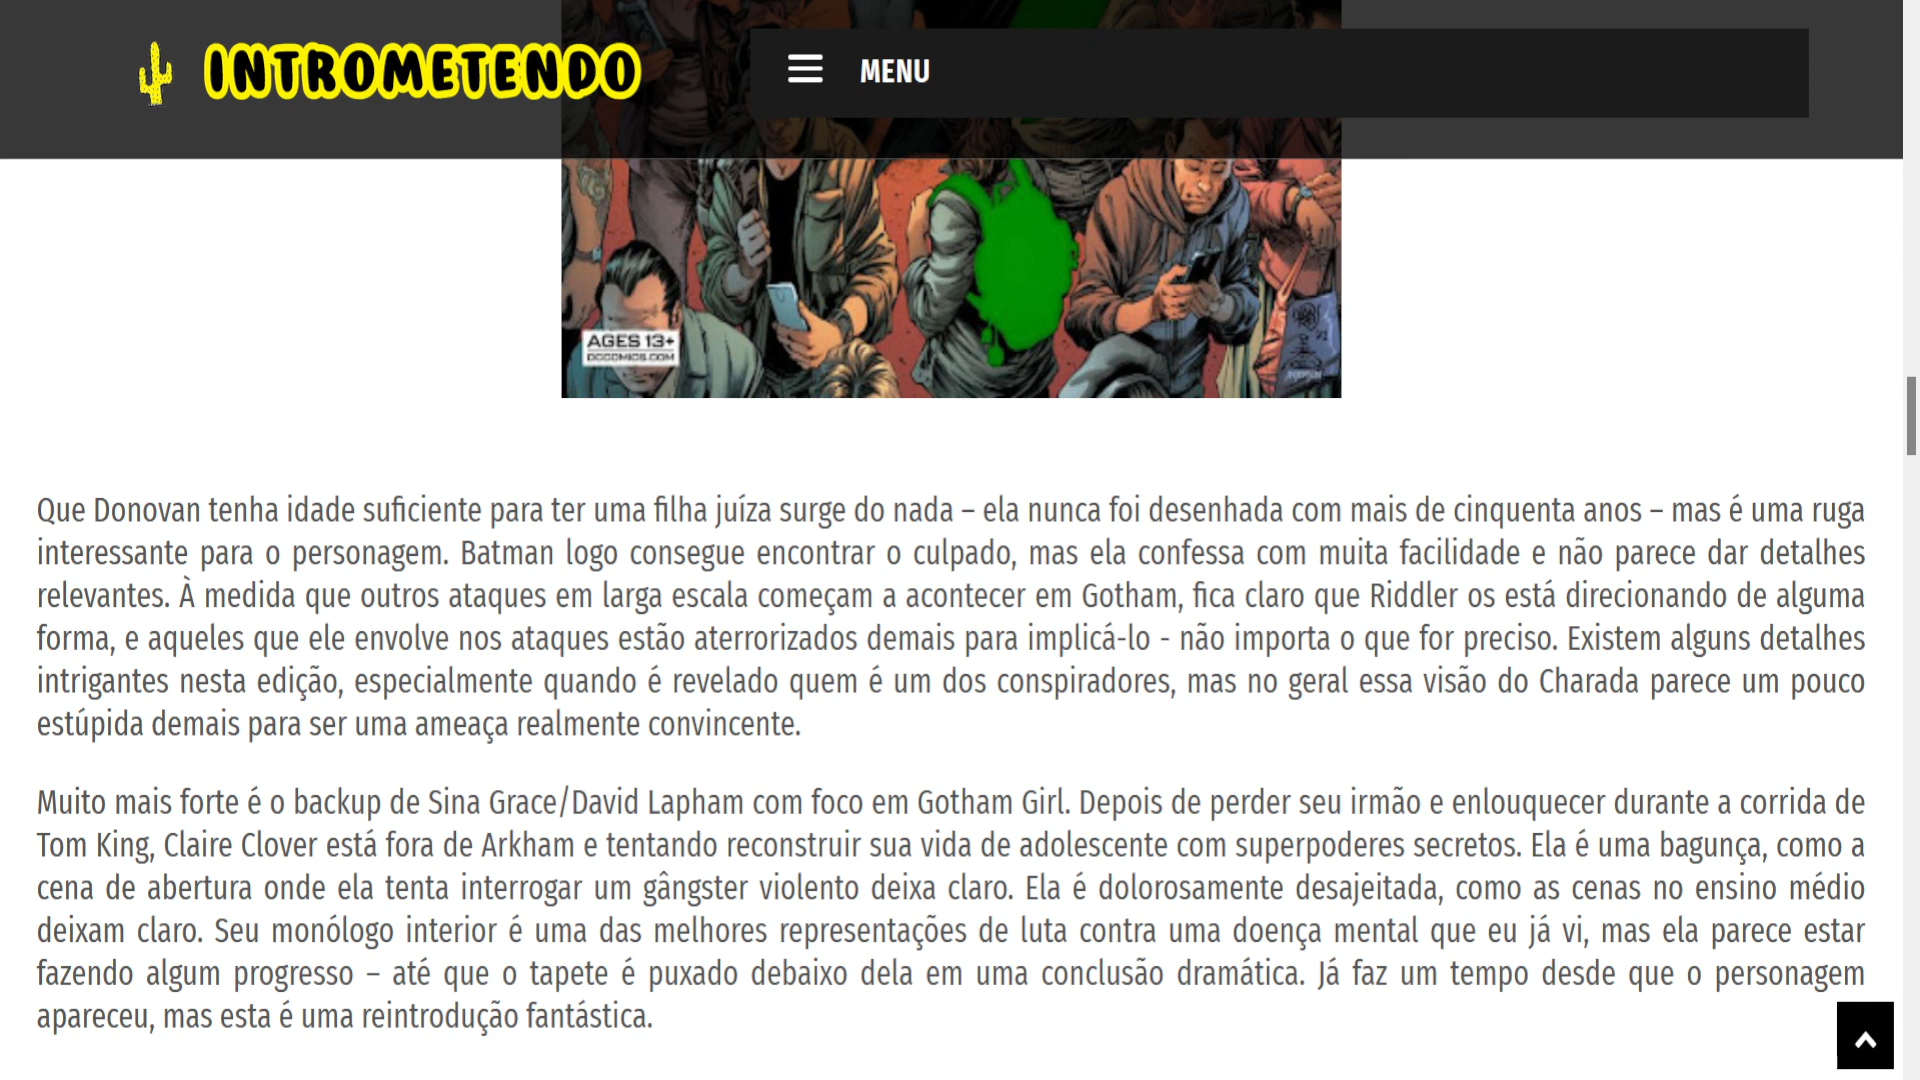 INTROMETENDO
MENU
AGES 13+
DCCOMICS.COM
Que Donovan tenha idade suficiente para ter uma filha juíza surge do nada – ela nunca foi desenhada com mais de cinquenta anos – mas é uma ruga
interessante para o personagem. Batman logo consegue encontrar o culpado, mas ela confessa com muita facilidade e não parece dar detalhes
relevantes. À medida que outros ataques em larga escala começam a acontecer em Gotham, fica claro que Riddler os está direcionando de alguma
forma, e aqueles que ele envolve nos ataques estão aterrorizados demais para implicá-lo - não importa o que for preciso. Existem alguns detalhes
intrigantes nesta edição, especialmente quando é revelado quem é um dos conspiradores, mas no geral essa visão do Charada parece um pouco
estúpida demais para ser uma ameaça realmente convincente.
Muito mais forte é o backup de Sina Grace/David Lapham com foco em Gotham Girl. Depois de perder seu irmão e enlouquecer durante a corrida de
Tom King, Claire Clover está fora de Arkham e tentando reconstruir sua vida de adolescente com superpoderes secretos. Ela é uma bagunça, como a
cena de abertura onde ela tenta interrogar um gângster violento deixa claro. Ela é dolorosamente desajeitada, como as cenas no ensino médio
deixam claro. Seu monólogo interior é uma das melhores representações de luta contra uma doença mental que eu já vi, mas ela parece estar
fazendo algum progresso – até que o tapete é puxado debaixo dela em uma conclusão dramática. Já faz um tempo desde que o personagem
apareceu, mas esta é uma reintrodução fantástica.